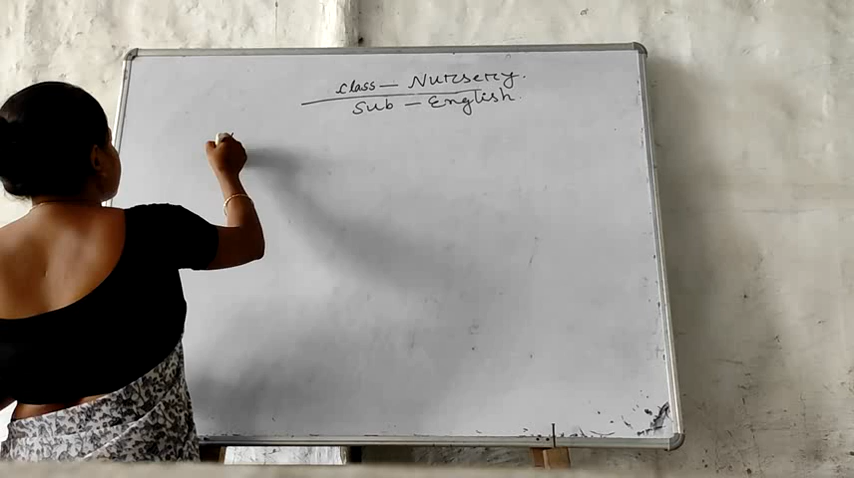 Class — Nursery.
Sub — English.